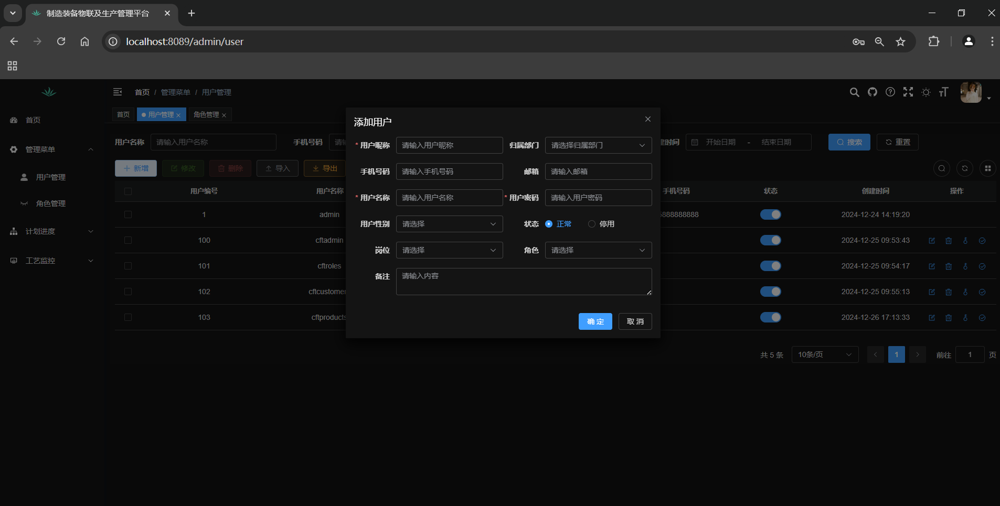 制造装备物联及生产管理平台
localhost:8089/admin/user
首页 / 管理菜单 / 用户管理
首页
管理菜单
用户管理
角色管理
计划进度
工艺监控
首页 用户管理 角色管理
用户名称 请输入用户名称 手机号码 请输 建时间 开始日期 - 结束日期 搜索 重置
新增 修改 删除 导入 导出
用户编号 用户名称 手机号码 状态 创建时间 操作
1 admin 5888888888 2024-12-24 14:19:20
100 cftadmin 2024-12-25 09:53:43
101 cftroles 2024-12-25 09:54:17
102 cftcustomer 2024-12-25 09:55:13
103 cftproducts 2024-12-26 17:13:33
共 5 条 10条/页 1 前往 1 页
添加用户
* 用户昵称 请输入用户昵称 归属部门 请选择归属部门
手机号码 请输入手机号码 邮箱 请输入邮箱
* 用户名称 请输入用户名称 * 用户密码 请输入用户密码
用户性别 请选择 状态 正常 停用
岗位 请选择 角色 请选择
备注 请输入内容
确 定 取 消